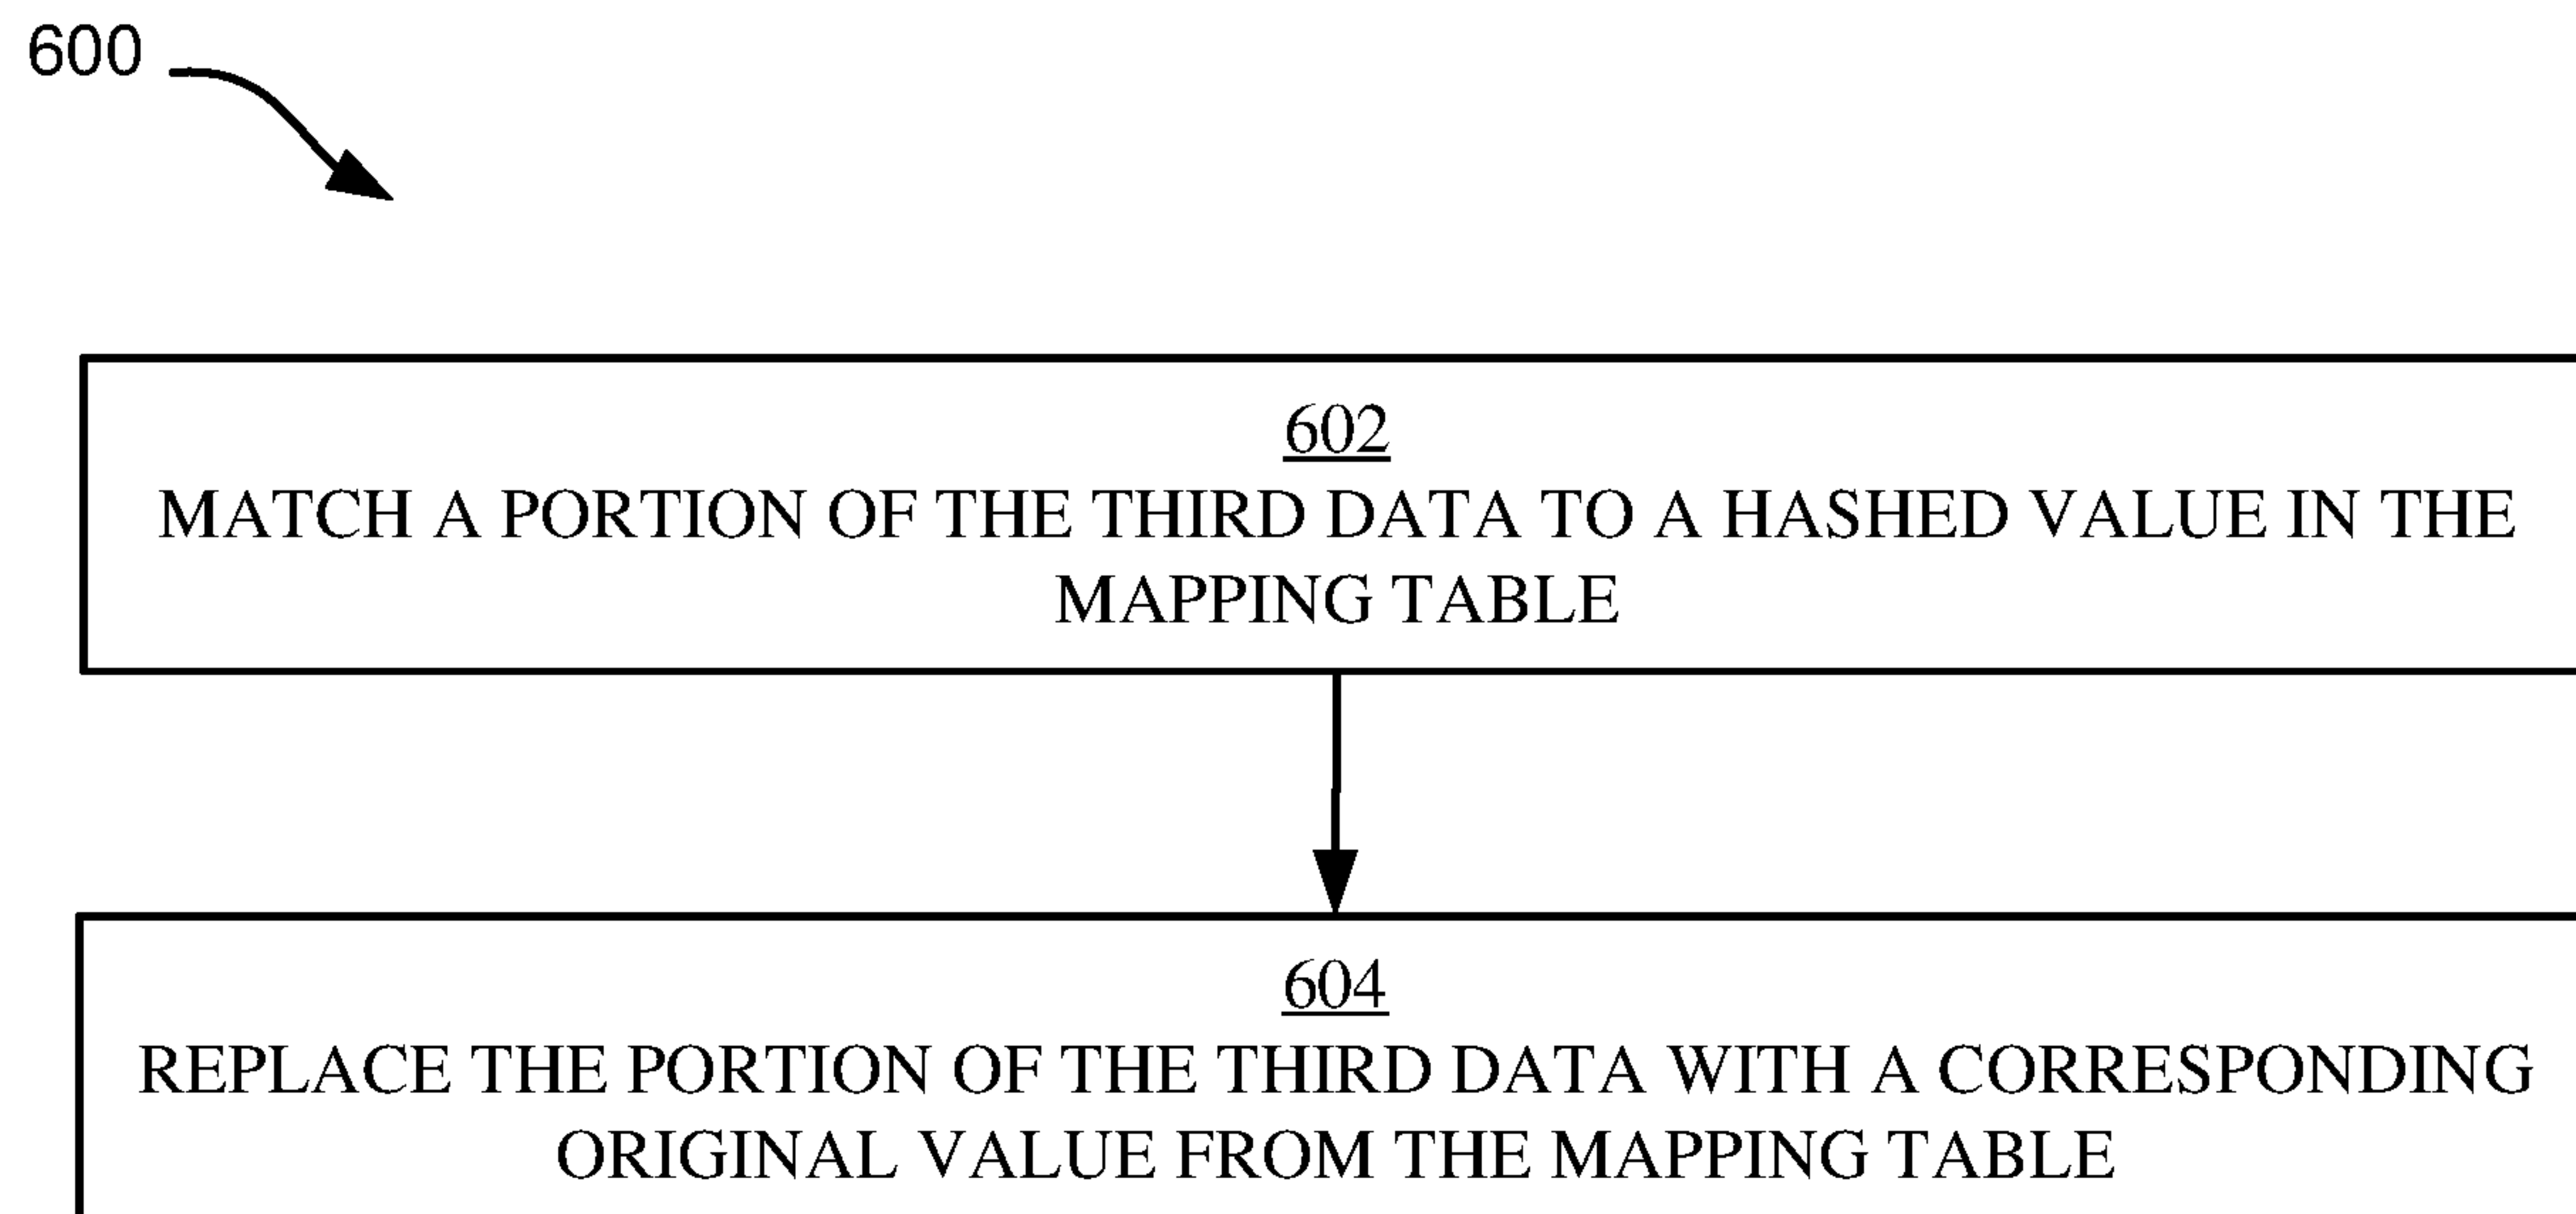 600
602
MATCH A PORTION OF THE THIRD DATA TO A HASHED VALUE IN THE
MAPPING TABLE
604
REPLACE THE PORTION OF THE THIRD DATA WITH A CORRESPONDING
ORIGINAL VALUE FROM THE MAPPING TABLE